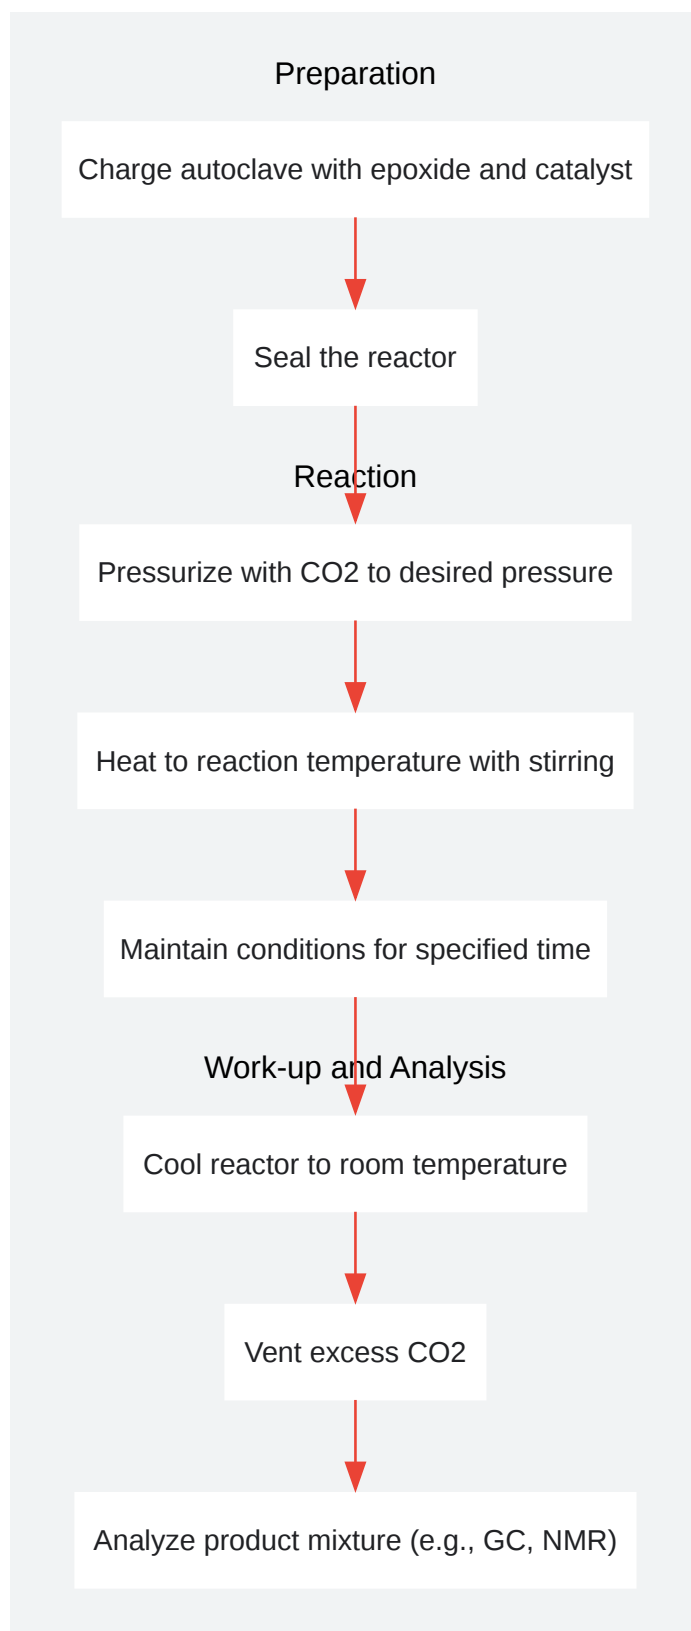 Preparation
Charge autoclave with epoxide and catalyst
Seal the reactor
Reaction
Pressurize with CO2 to desired pressure
Heat to reaction temperature with stirring
Maintain conditions for specified time
Work-up and Analysis
Cool reactor to room temperature
Vent excess CO2
Analyze product mixture (e.g., GC, NMR)